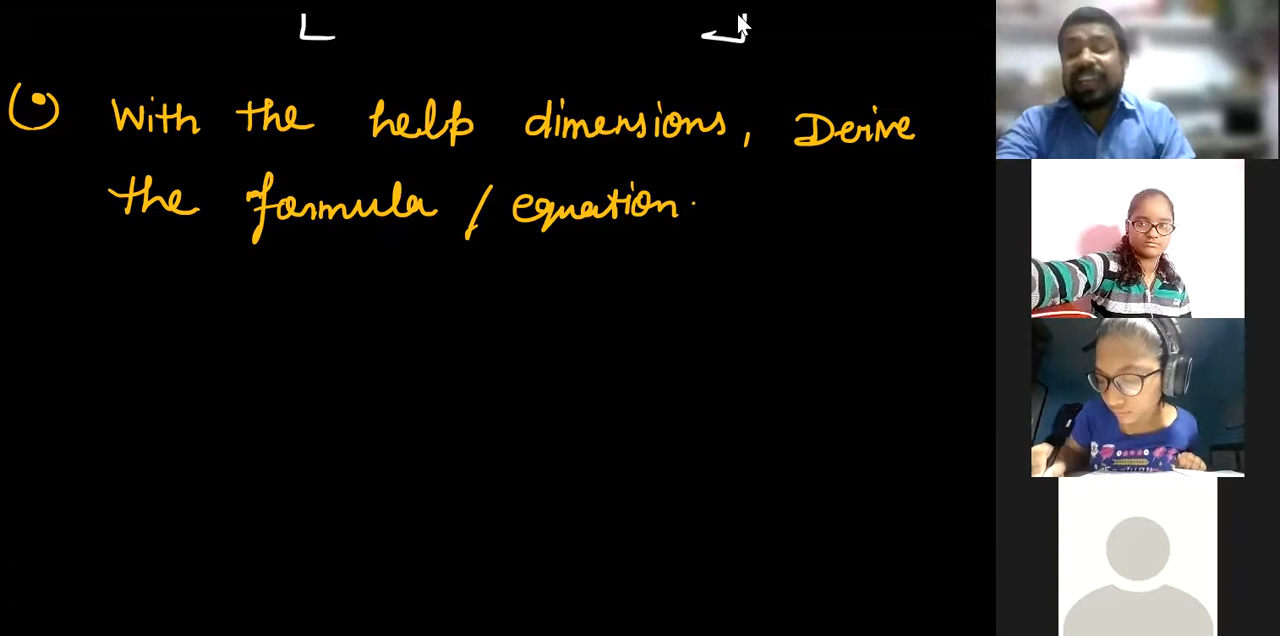 With the help dimensions, Derive
the formula / equation.